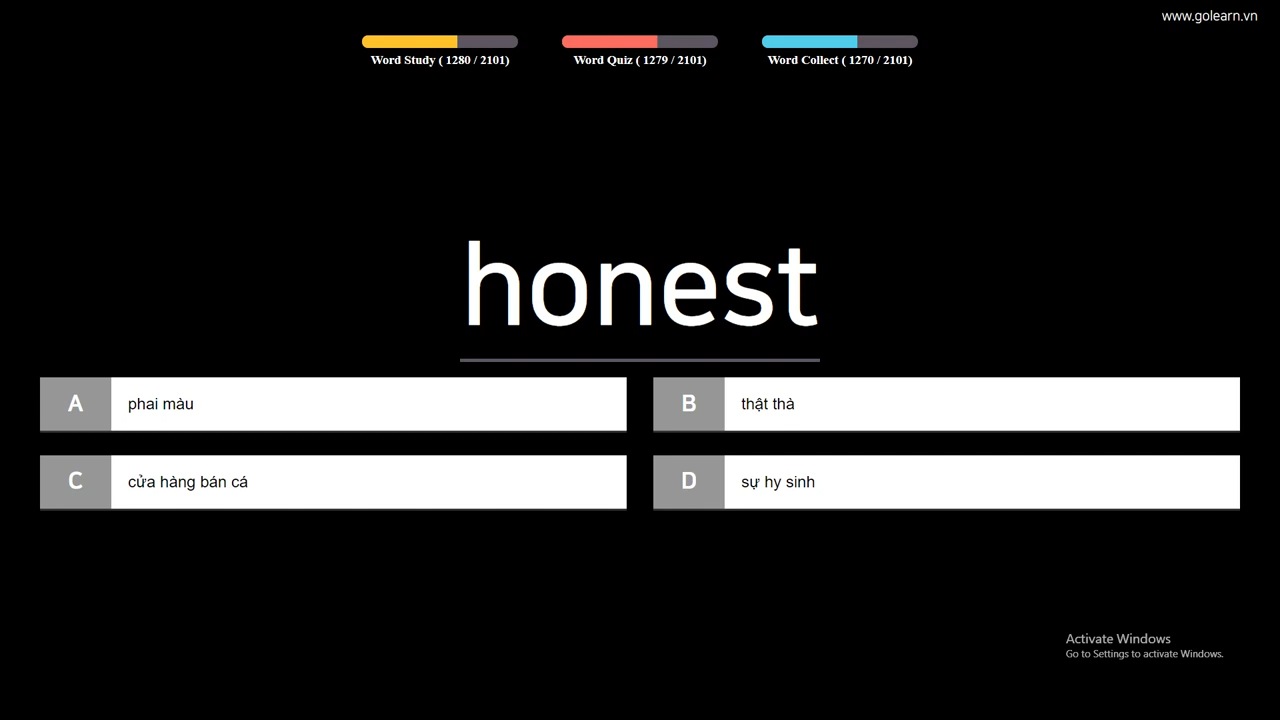 www.golearn.vn
Word Study ( 1280 / 2101)
Word Quiz ( 1279 / 2101)
Word Collect ( 1270 / 2101)
honest
A phai màu
B thật thà
C cửa hàng bán cá
D sự hy sinh
Activate Windows
Go to Settings to activate Windows.